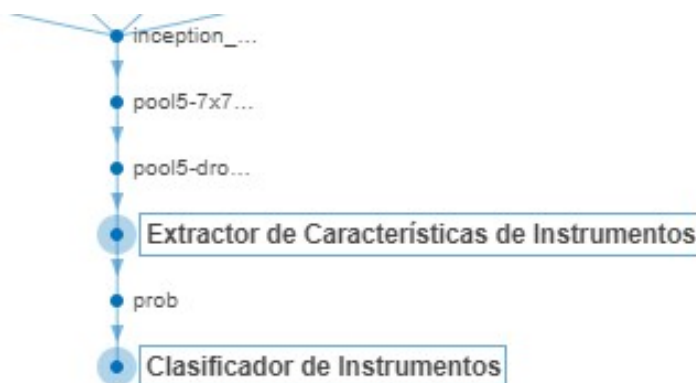 inception_...
pool5-7x7...
pool5-dro...
Extractor de Características de Instrumentos
prob
Clasificador de Instrumentos